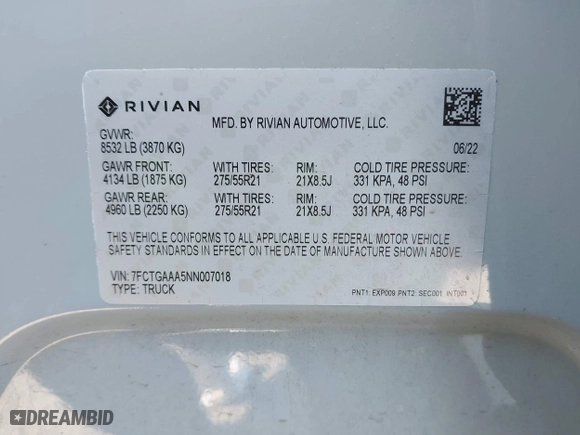 RIVIAN
MFD. BY RIVIAN AUTOMOTIVE, LLC.
GVWR:
8532 LB (3870 KG) 06/22
GAWR FRONT: WITH TIRES: RIM: COLD TIRE PRESSURE:
4134 LB (1875 KG) 275/55R21 21X8.5J 331 KPA, 48 PSI
GAWR REAR: WITH TIRES: RIM: COLD TIRE PRESSURE:
4960 LB (2250 KG) 275/55R21 21X8.5J 331 KPA, 48 PSI
THIS VEHICLE CONFORMS TO ALL APPLICABLE U.S. FEDERAL MOTOR VEHICLE
SAFETY STANDARDS IN EFFECT ON THE DATE OF MANUFACTURE SHOWN ABOVE.
VIN: 7FCTGAAA5NN007018
TYPE: TRUCK
PNT1: EXP009 PNT2: SEC001 INT001
DREAMBID